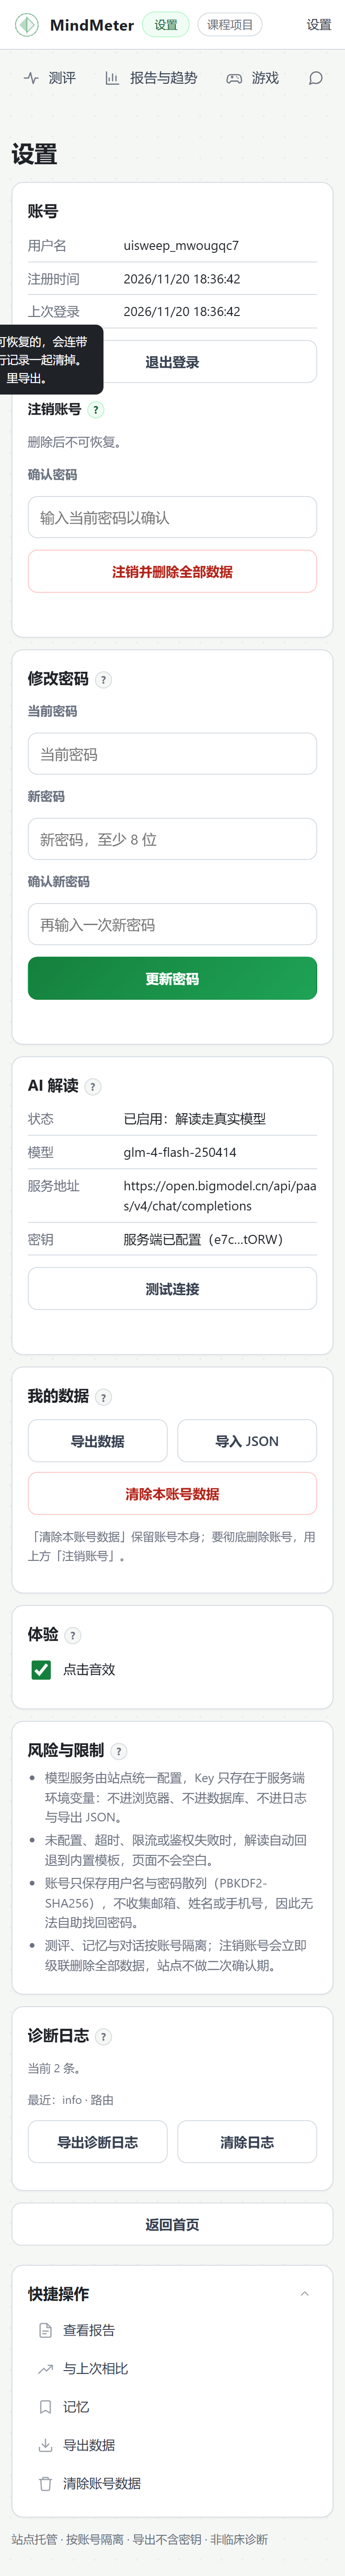 MindMeter 设置 课程项目 设置
测评 报告与趋势 游戏
设置
账号
用户名 uisweep_mwougqc7
注册时间 2026/11/20 18:36:42
上次登录 2026/11/20 18:36:42
可恢复的，会连带
行记录一起清掉。
里导出。
退出登录
注销账号 ?
删除后不可恢复。
确认密码
输入当前密码以确认
注销并删除全部数据
修改密码 ?
当前密码
当前密码
新密码
新密码，至少 8 位
确认新密码
再输入一次新密码
更新密码
AI 解读 ?
状态 已启用：解读走真实模型
模型 glm-4-flash-250414
服务地址 https://open.bigmodel.cn/api/paa
s/v4/chat/completions
密钥 服务端已配置（e7c...tORW）
测试连接
我的数据 ?
导出数据 导入 JSON
清除本账号数据
「清除本账号数据」保留账号本身；要彻底删除账号，用
上方「注销账号」。
体验 ?
点击音效
风险与限制 ?
模型服务由站点统一配置，Key 只存在于服务端
环境变量：不进浏览器、不进数据库、不进日志
与导出 JSON。
未配置、超时、限流或鉴权失败时，解读自动回
退到内置模板，页面不会空白。
账号只保存用户名与密码散列（PBKDF2-
SHA256），不收集邮箱、姓名或手机号，因此无
法自助找回密码。
测评、记忆与对话按账号隔离；注销账号会立即
级联删除全部数据，站点不做二次确认期。
诊断日志 ?
当前 2 条。
最近：info · 路由
导出诊断日志 清除日志
返回首页
快捷操作
查看报告
与上次相比
记忆
导出数据
清除账号数据
站点托管 · 按账号隔离 · 导出不含密钥 · 非临床诊断